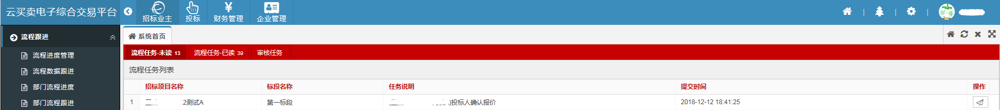 云买卖电子综合交易平台
招标业主 投标 财务管理 企业管理
流程跟进
流程进度管理
流程数据跟进
部门流程进度
部门流程跟进
系统首页
流程任务-未读 13 流程任务-已读 39 审核任务
流程任务列表
招标项目名称 标段名称 任务说明 提交时间 操作
1 2测试A 第一标段 )投标人确认报价 2018-12-12 18:41:25